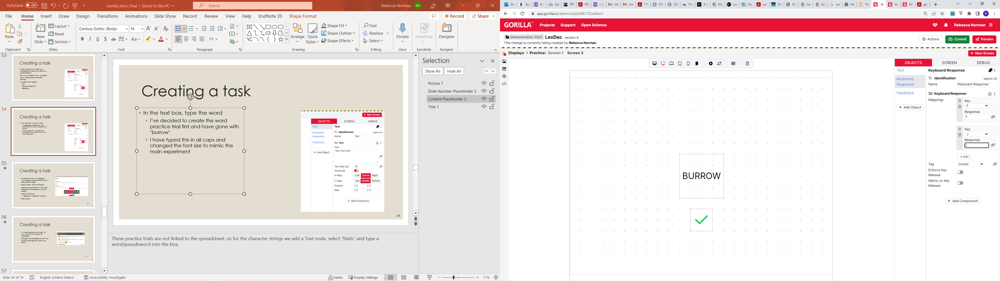 AutoSave Off Gorilla_Intro_Final • Saved to this PC Search Rebecca Norman RN
File Home Insert Draw Design Transitions Animations Slide Show Record Review View Help EndNote 20 Shape Format Record Share
Paste
Clipboard
New
Slide
Layout
Reset
Section
Slides
Century Gothic (Body) 16
B I U S ab AV Aa A
Font
Paragraph
Arrange
Quick
Styles
Shape Fill
Shape Outline
Shape Effects
Drawing
Find
Replace
Select
Editing
Dictate
Voice
Sensitivity
Sensitivity
Designer
Designer
53
Creating a task
54
Creating a task
55
Creating a task
56
Creating a task
57
Creating a task
In the text box, type the word
I've decided to create the word
practice trial first and have gone with
'burrow'
I have typed this in all caps and
changed the font size to mimic the
main experiment
+ New Screen
OBJECTS SCREEN DEBUG
Text
Keyboard
Response
Feedback
+ Add Object
Text
Identification object-24
Name Text
Aa Text
Text
Your text here
Text Size (px) 18
Autoscale
H Align Left Centre Right
V Align Top Middle Bottom
Position x 0 y 0
Size x 4 y 4
+ Add Component
54
Selection
Show All Hide All
Picture 7
Slide Number Placeholder 3
Content Placeholder 2
Title 1
These practice trials are not linked to the spreadsheet, so for the character strings we add a Text node, select 'Static' and type a
word/pseudoword into the box.
Slide 54 of 74 English (United States) Accessibility: Investigate Notes Display Settings 71%
app.gorilla.sc/admin/task/646172/editor?
GORILLA™ Projects Support Open Science Rebecca Norman
Demonstration 2023 LexDec version 4
This change is currently being created by Rebecca Norman
Actions Commit Preview
Displays > Practice: Screen 1 Screen 2 + New Screen
BURROW
OBJECTS SCREEN DEBUG
Text
Keyboard
Response
Feedback
+ Add Object
Keyboard Response
Identification object-25
Name Keyboard Response
Keyboard Response
Mappings
Key
F
Response
f
Key
J
Response
j
+ Add
Tag (none)
Enforce Key
Release
Metric on Key
Release
+ Add Component